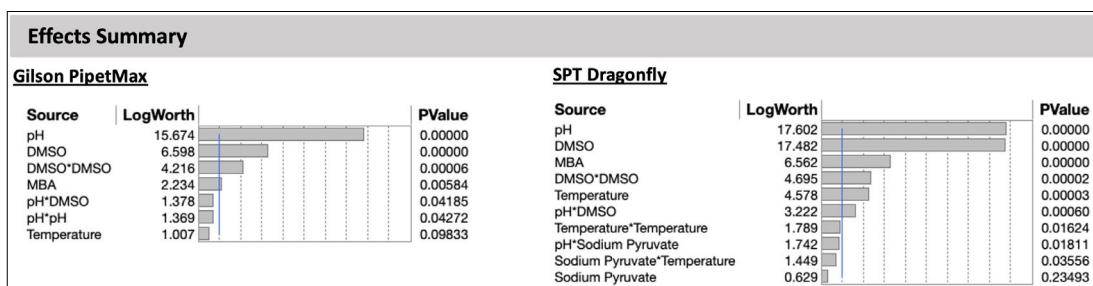 Effects Summary
Gilson PipetMax
Source LogWorth PValue
pH 15.674 0.00000
DMSO 6.598 0.00000
DMSO*DMSO 4.216 0.00006
MBA 2.234 0.00584
pH*DMSO 1.378 0.04185
pH*pH 1.369 0.04272
Temperature 1.007 0.09833
SPT Dragonfly
Source LogWorth PValue
pH 17.602 0.00000
DMSO 17.482 0.00000
MBA 6.562 0.00000
DMSO*DMSO 4.695 0.00002
Temperature 4.578 0.00003
pH*DMSO 3.222 0.00060
Temperature*Temperature 1.789 0.01624
pH*Sodium Pyruvate 1.742 0.01811
Sodium Pyruvate*Temperature 1.449 0.03556
Sodium Pyruvate 0.629 0.23493